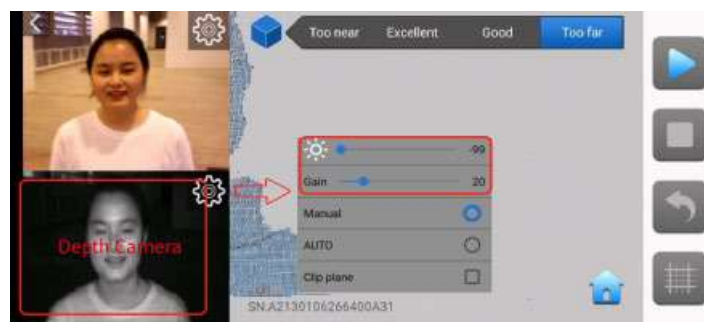 Too near Excellent Good Too far
-99
Gain 20
Manual
AUTO
Clip plane
Depth Camera
SN:A2130106266400A31